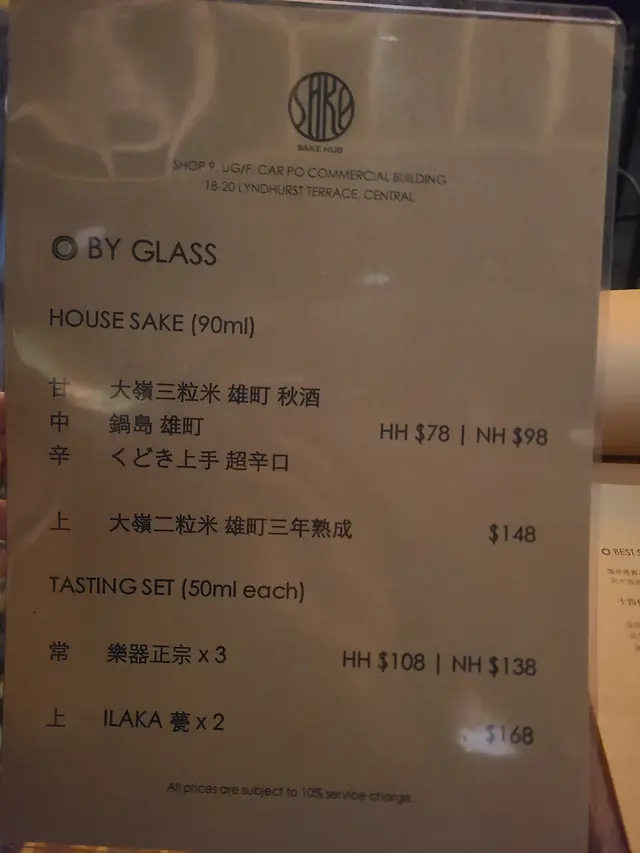 SAKE
SAKE HUB
SHOP 9, UG/F, CAR PO COMMERCIAL BUILDING
18-20 LYNDHURST TERRACE, CENTRAL
BY GLASS
HOUSE SAKE (90ml)
甘 大嶺三粒米 雄町 秋酒
中 鍋島 雄町 HH $78 | NH $98
辛 くどき上手 超辛口
上 大嶺二粒米 雄町三年熟成 $148
TASTING SET (50ml each)
常 樂器正宗 x 3 HH $108 | NH $138
上 ILAKA 甍 x 2 $168
All prices are subject to 10% service charge.
BEST